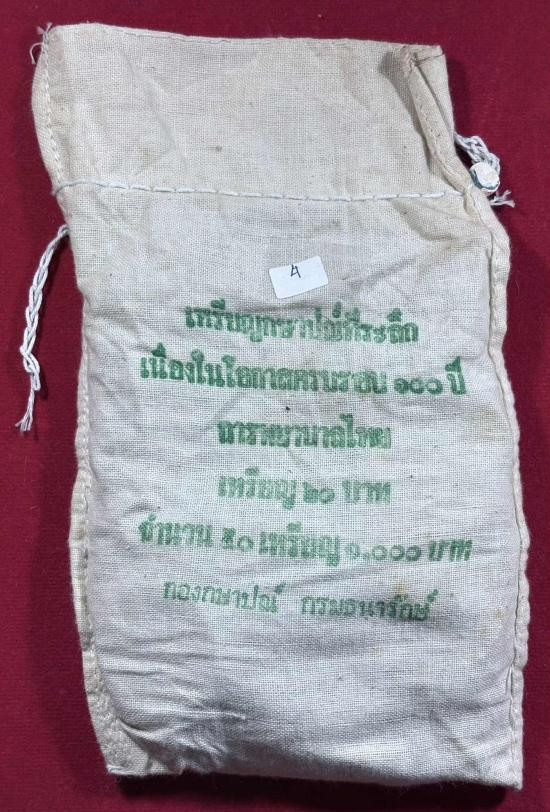 4
เหรียญกษาปณ์ที่ระลึก
เนื่องในโอกาสครบรอบ ๑๐๐ ปี
การพยาบาลไทย
เหรียญ ๒๐ บาท
จำนวน ๕๐ เหรียญ ๑.๐๐๐ บาท
กองกษาปณ์ กรมธนารักษ์